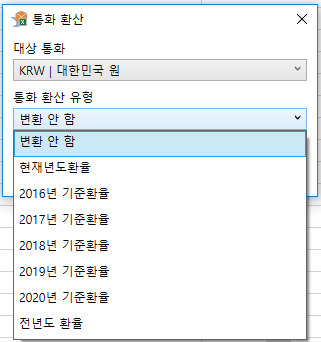 통화 환산
대상 통화
KRW | 대한민국 원
통화 환산 유형
변환 안 함
변환 안 함
현재년도환율
2016년 기준환율
2017년 기준환율
2018년 기준환율
2019년 기준환율
2020년 기준환율
전년도 환율